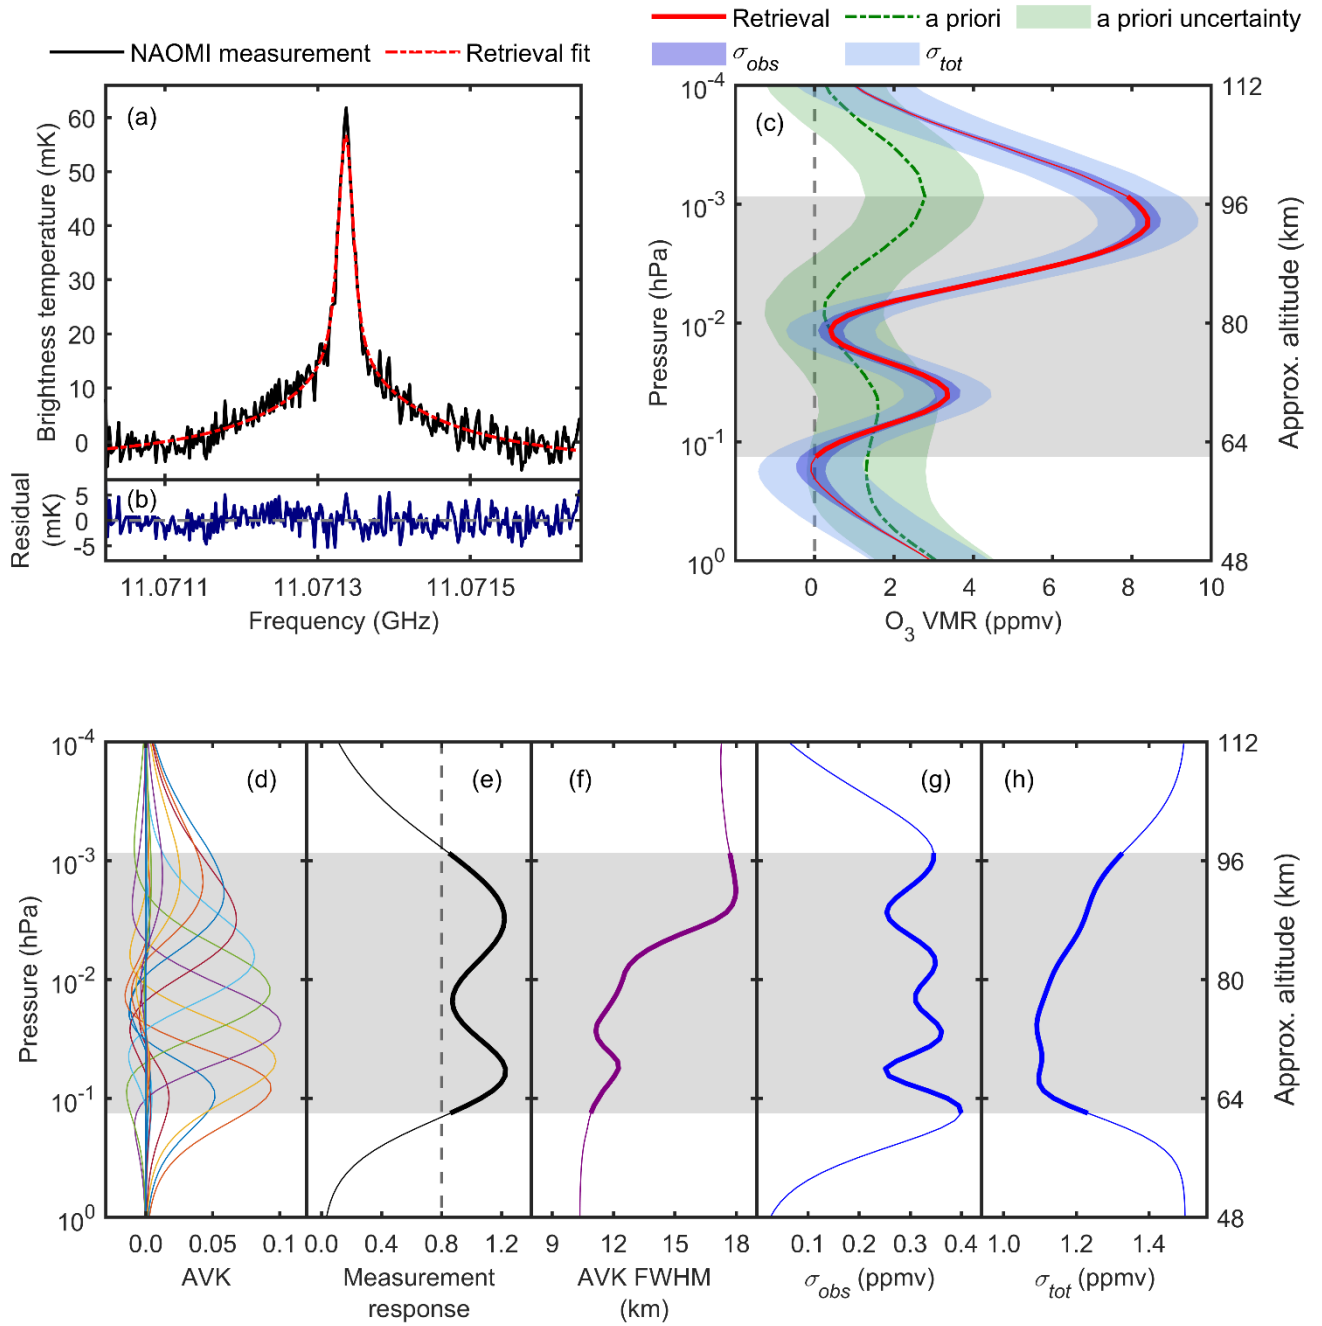 Retrieval a priori a priori uncertainty
NAOMI measurement Retrieval fit
σobs σtot
(a)
60
50
40
30
20
10
0
Brightness temperature (mK)
(b)
5
0
-5
Residual
(mK)
11.0711 11.0713 11.0715
Frequency (GHz)
(c)
10-4
10-3
10-2
10-1
100
Pressure (hPa)
112
96
80
64
48
Approx. altitude (km)
0 2 4 6 8 10
O3 VMR (ppmv)
10-4
10-3
10-2
10-1
100
Pressure (hPa)
(d) (e) (f) (g) (h)
112
96
80
64
48
Approx. altitude (km)
0.0 0.05 0.1 0.0 0.4 0.8 1.2 9 12 15 18 0.1 0.2 0.3 0.4 1.0 1.2 1.4
AVK Measurement AVK FWHM σobs (ppmv) σtot (ppmv)
response (km)